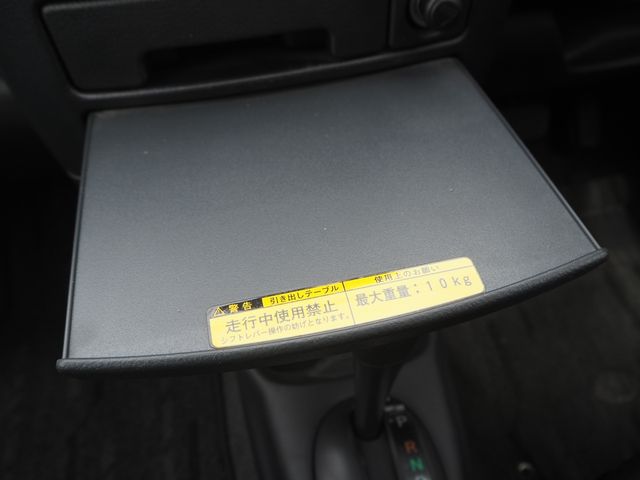 ⚠警告 引き出しテーブル
走行中使用禁止
シフトレバー操作の妨げとなります。
使用上のお願い
最大重量：10kg
P
R
N